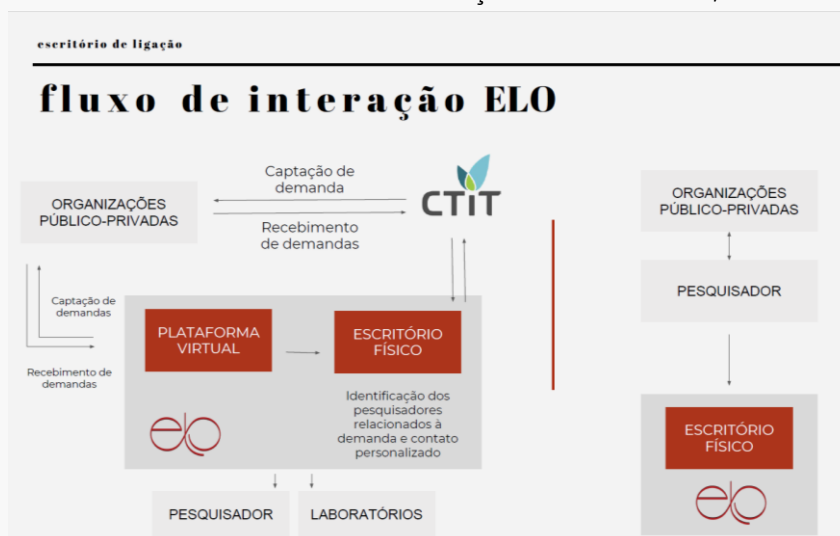 escritório de ligação
fluxo de interação ELO
ORGANIZAÇÕES
PÚBLICO-PRIVADAS
Captação de
demanda
Recebimento
de demandas
CTiT
Captação de
demandas
Recebimento de
demandas
PLATAFORMA
VIRTUAL
ESCRITÓRIO
FÍSICO
Identificação dos
pesquisadores
relacionados à
demanda e contato
personalizado
elo
PESQUISADOR
LABORATÓRIOS
ORGANIZAÇÕES
PÚBLICO-PRIVADAS
PESQUISADOR
ESCRITÓRIO
FÍSICO
elo